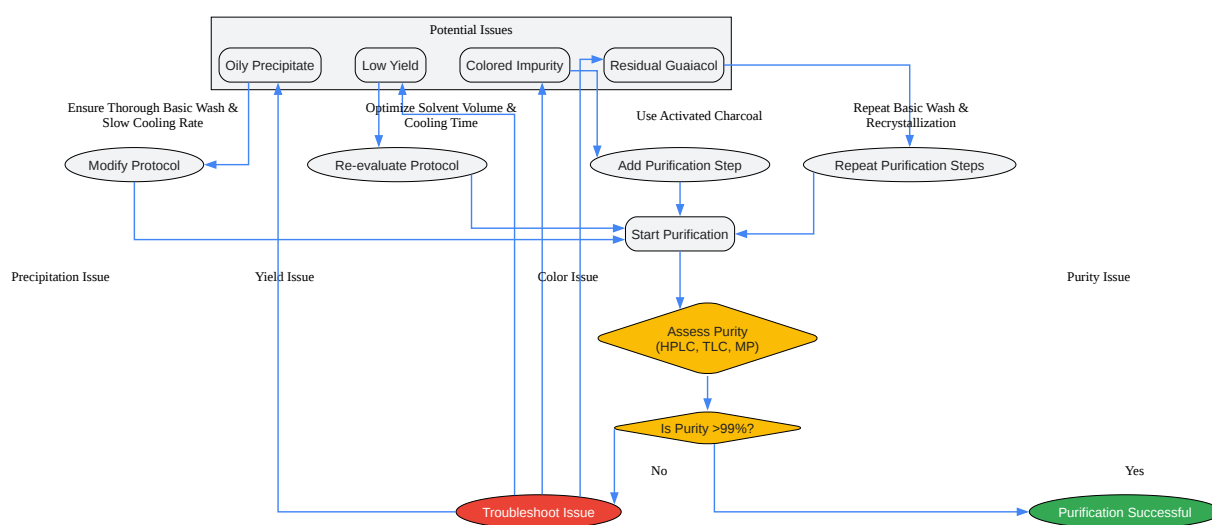 Potential Issues
Oily Precipitate
Low Yield
Colored Impurity
Residual Guaiacol
Ensure Thorough Basic Wash &
Slow Cooling Rate
Optimize Solvent Volume &
Cooling Time
Use Activated Charcoal
Repeat Basic Wash &
Recrystallization
Modify Protocol
Re-evaluate Protocol
Add Purification Step
Repeat Purification Steps
Start Purification
Precipitation Issue
Yield Issue
Color Issue
Purity Issue
Assess Purity
(HPLC, TLC, MP)
Is Purity >99%?
No
Yes
Troubleshoot Issue
Purification Successful